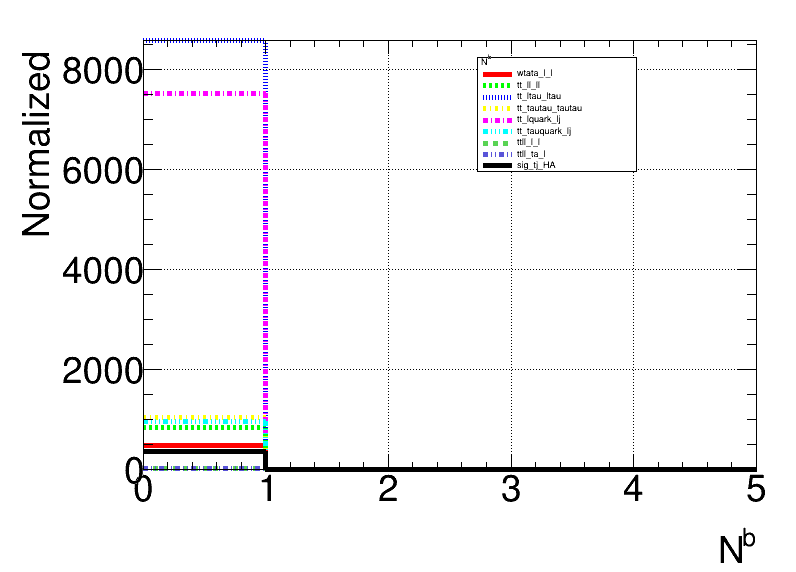 Normalized
8000
6000
4000
2000
0
N^b
wtata_l_l
tt_ll_ll
tt_ltau_ltau
tt_tautau_tautau
tt_lquark_lj
tt_tauquark_lj
ttll_l_l
ttll_ta_l
sig_tj_HA
0 1 2 3 4 5
N^b